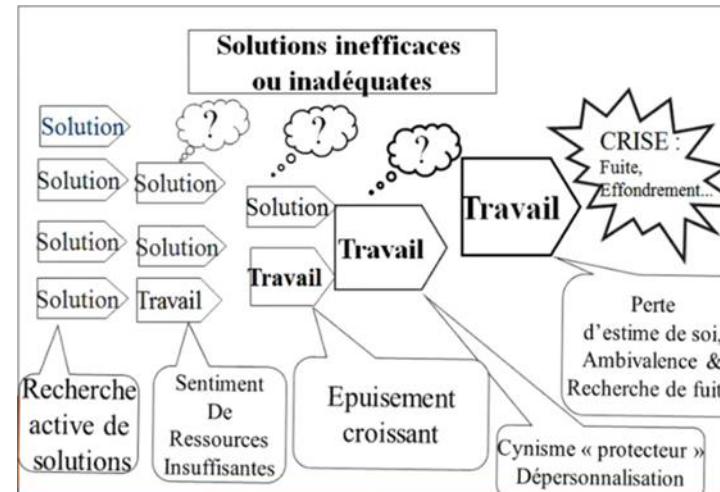 Solutions inefficaces
ou inadéquates
Solution
Solution
Solution
Solution
Solution
Solution
Travail
?
Solution
Travail
?
Travail
?
Travail
CRISE :
Fuite,
Effondrement...
Recherche
active de
solutions
Sentiment
De
Ressources
Insuffisantes
Epuisement
croissant
Cynisme « protecteur »
Dépersonnalisation
Perte
d'estime de soi,
Ambivalence &
Recherche de fuit